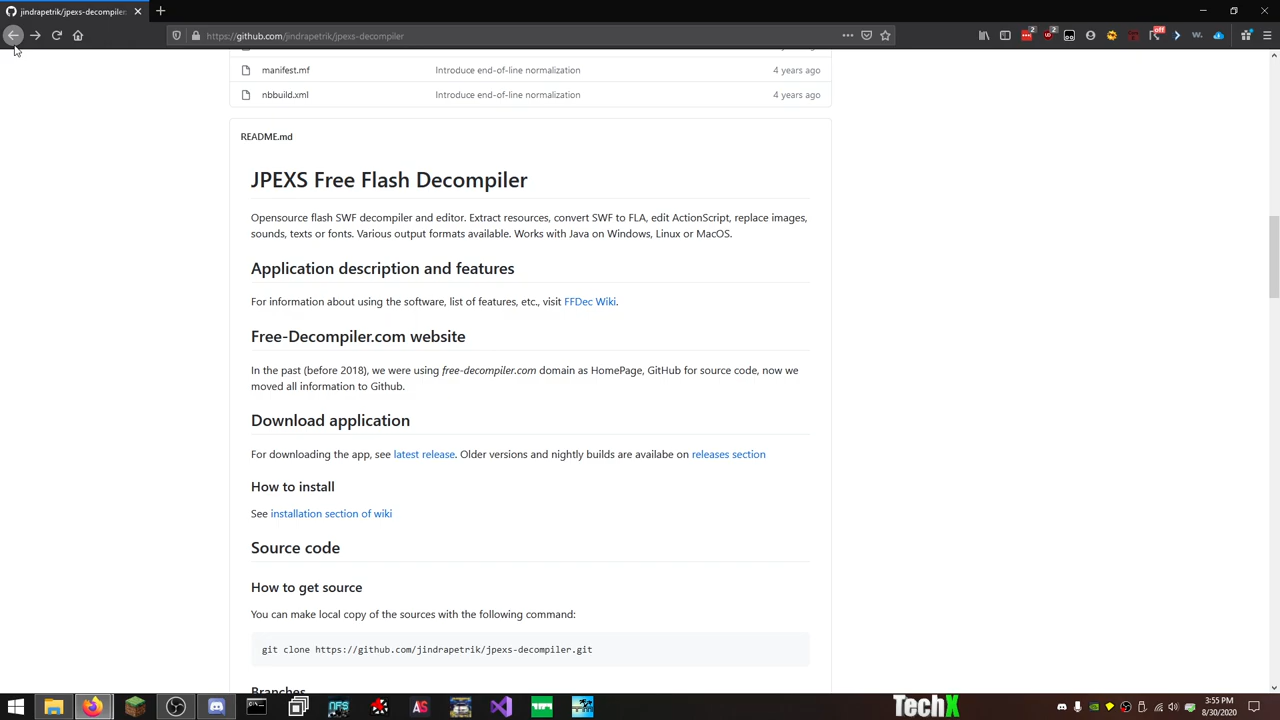 jindrapetrik/jpexs-decompiler
https://github.com/jindrapetrik/jpexs-decompiler
manifest.mf Introduce end-of-line normalization 4 years ago
nbbuild.xml Introduce end-of-line normalization 4 years ago
README.md
JPEXS Free Flash Decompiler
Opensource flash SWF decompiler and editor. Extract resources, convert SWF to FLA, edit ActionScript, replace images,
sounds, texts or fonts. Various output formats available. Works with Java on Windows, Linux or MacOS.
Application description and features
For information about using the software, list of features, etc., visit FFDec Wiki.
Free-Decompiler.com website
In the past (before 2018), we were using free-decompiler.com domain as HomePage, GitHub for source code, now we
moved all information to Github.
Download application
For downloading the app, see latest release. Older versions and nightly builds are availabe on releases section
How to install
See installation section of wiki
Source code
How to get source
You can make local copy of the sources with the following command:
git clone https://github.com/jindrapetrik/jpexs-decompiler.git
Branches
TechX
3:55 PM
8/30/2020